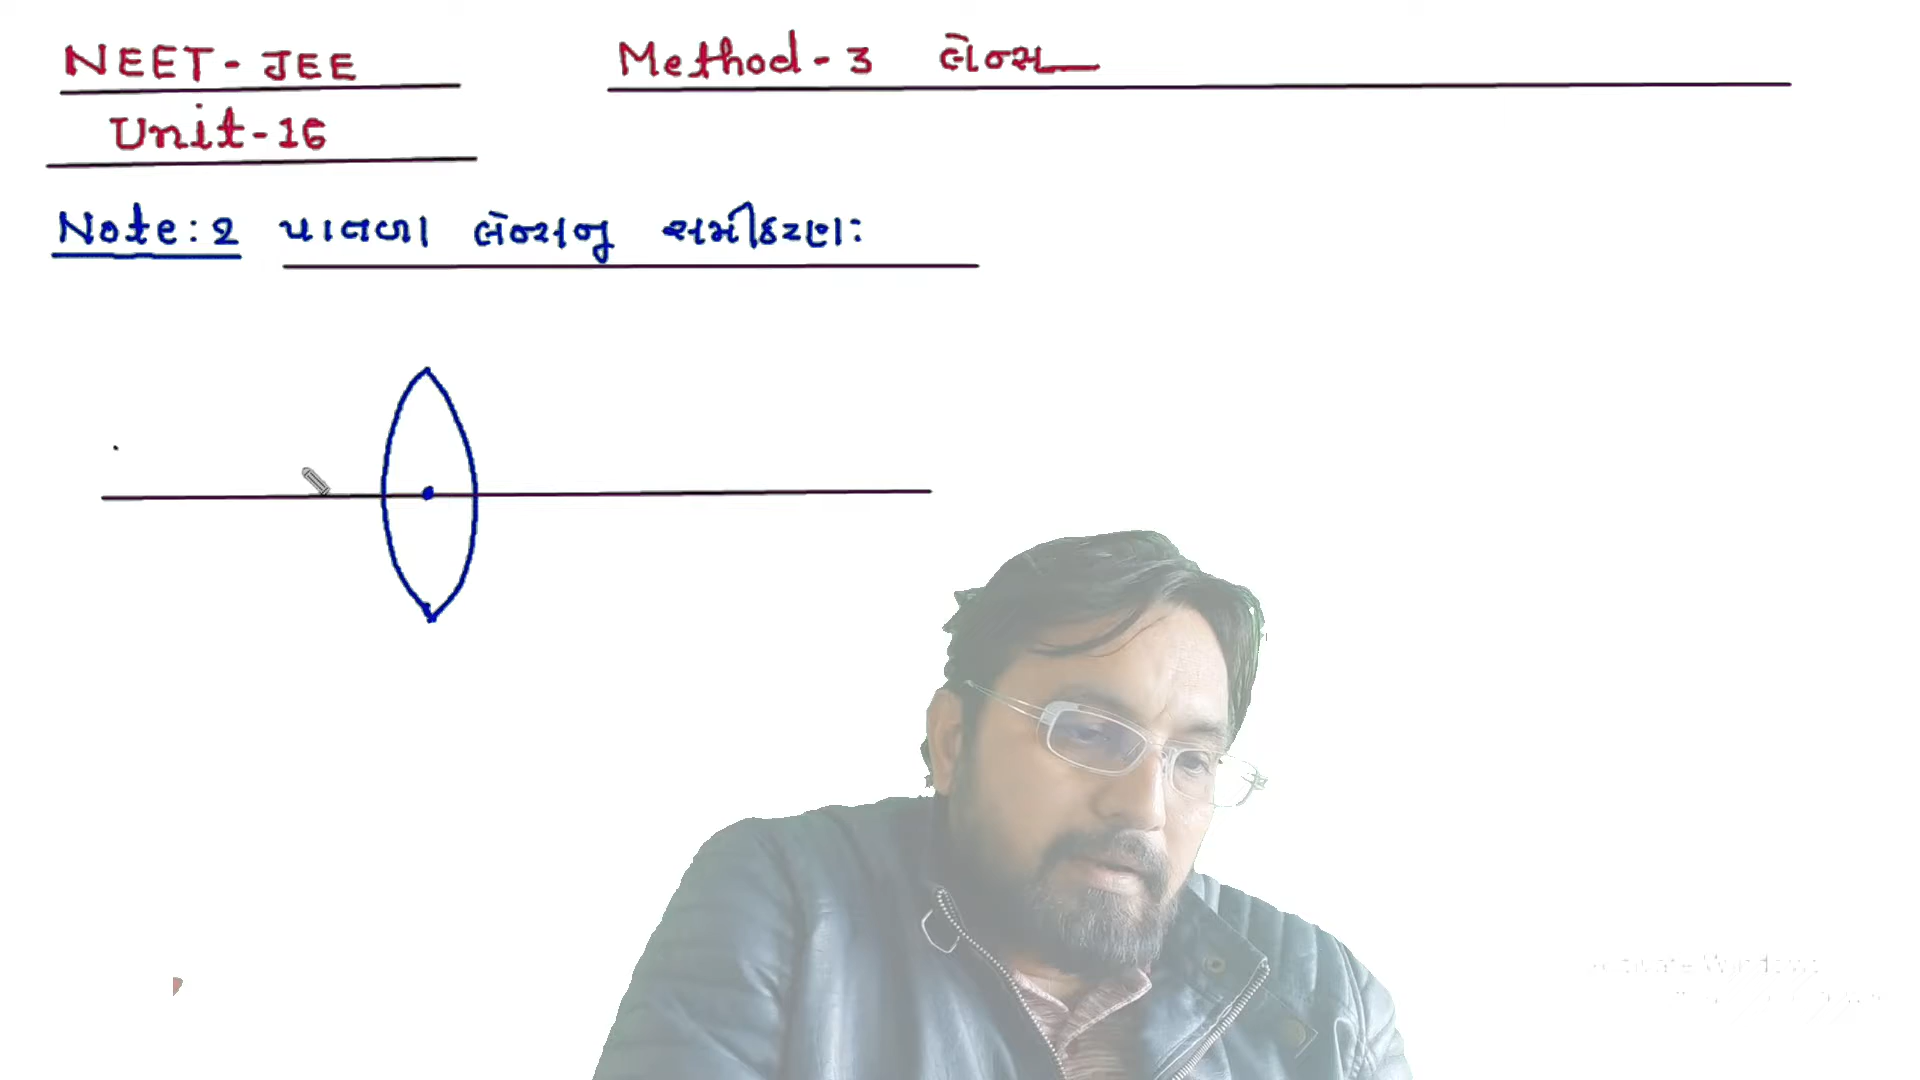 NEET - JEE
Method - 3 લેન્સ
Unit - 16
Note: 2 પાતળા લેન્સનુ સમીકરણ: